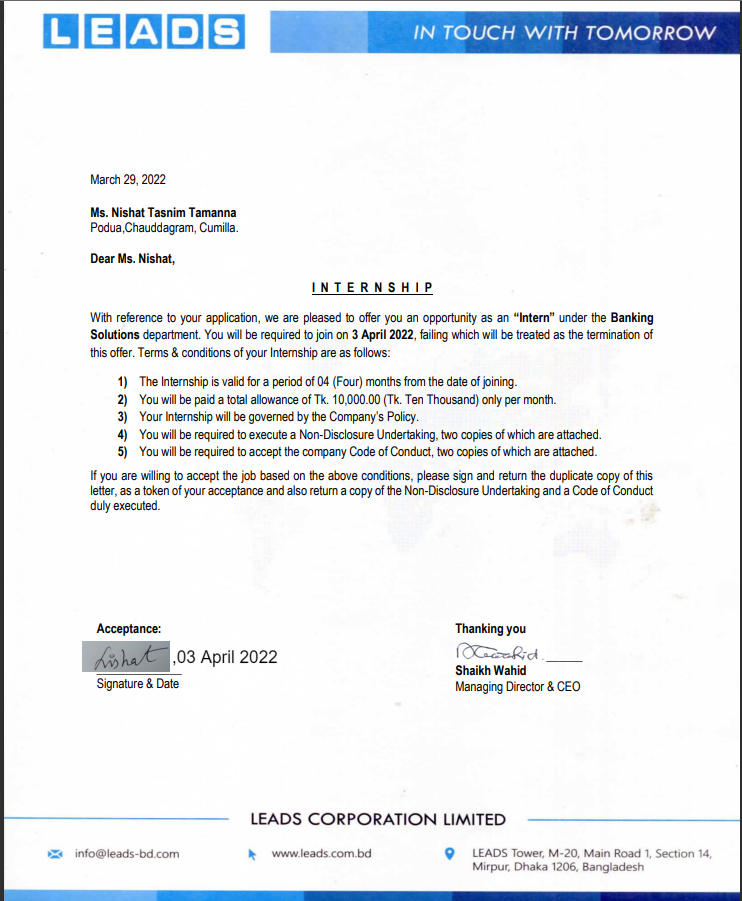 LEADS
IN TOUCH WITH TOMORROW
March 29, 2022
Ms. Nishat Tasnim Tamanna
Podua,Chauddagram, Cumilla.
Dear Ms. Nishat,
INTERNSHIP
With reference to your application, we are pleased to offer you an opportunity as an “Intern” under the Banking
Solutions department. You will be required to join on 3 April 2022, failing which will be treated as the termination of
this offer. Terms & conditions of your Internship are as follows:
1) The Internship is valid for a period of 04 (Four) months from the date of joining.
2) You will be paid a total allowance of Tk. 10,000.00 (Tk. Ten Thousand) only per month.
3) Your Internship will be governed by the Company’s Policy.
4) You will be required to execute a Non-Disclosure Undertaking, two copies of which are attached.
5) You will be required to accept the company Code of Conduct, two copies of which are attached.
If you are willing to accept the job based on the above conditions, please sign and return the duplicate copy of this
letter, as a token of your acceptance and also return a copy of the Non-Disclosure Undertaking and a Code of Conduct
duly executed.
Acceptance:
Nishat ,03 April 2022
Signature & Date
Thanking you
Shaikh Wahid
Managing Director & CEO
LEADS CORPORATION LIMITED
info@leads-bd.com
www.leads.com.bd
LEADS Tower, M-20, Main Road 1, Section 14,
Mirpur, Dhaka 1206, Bangladesh